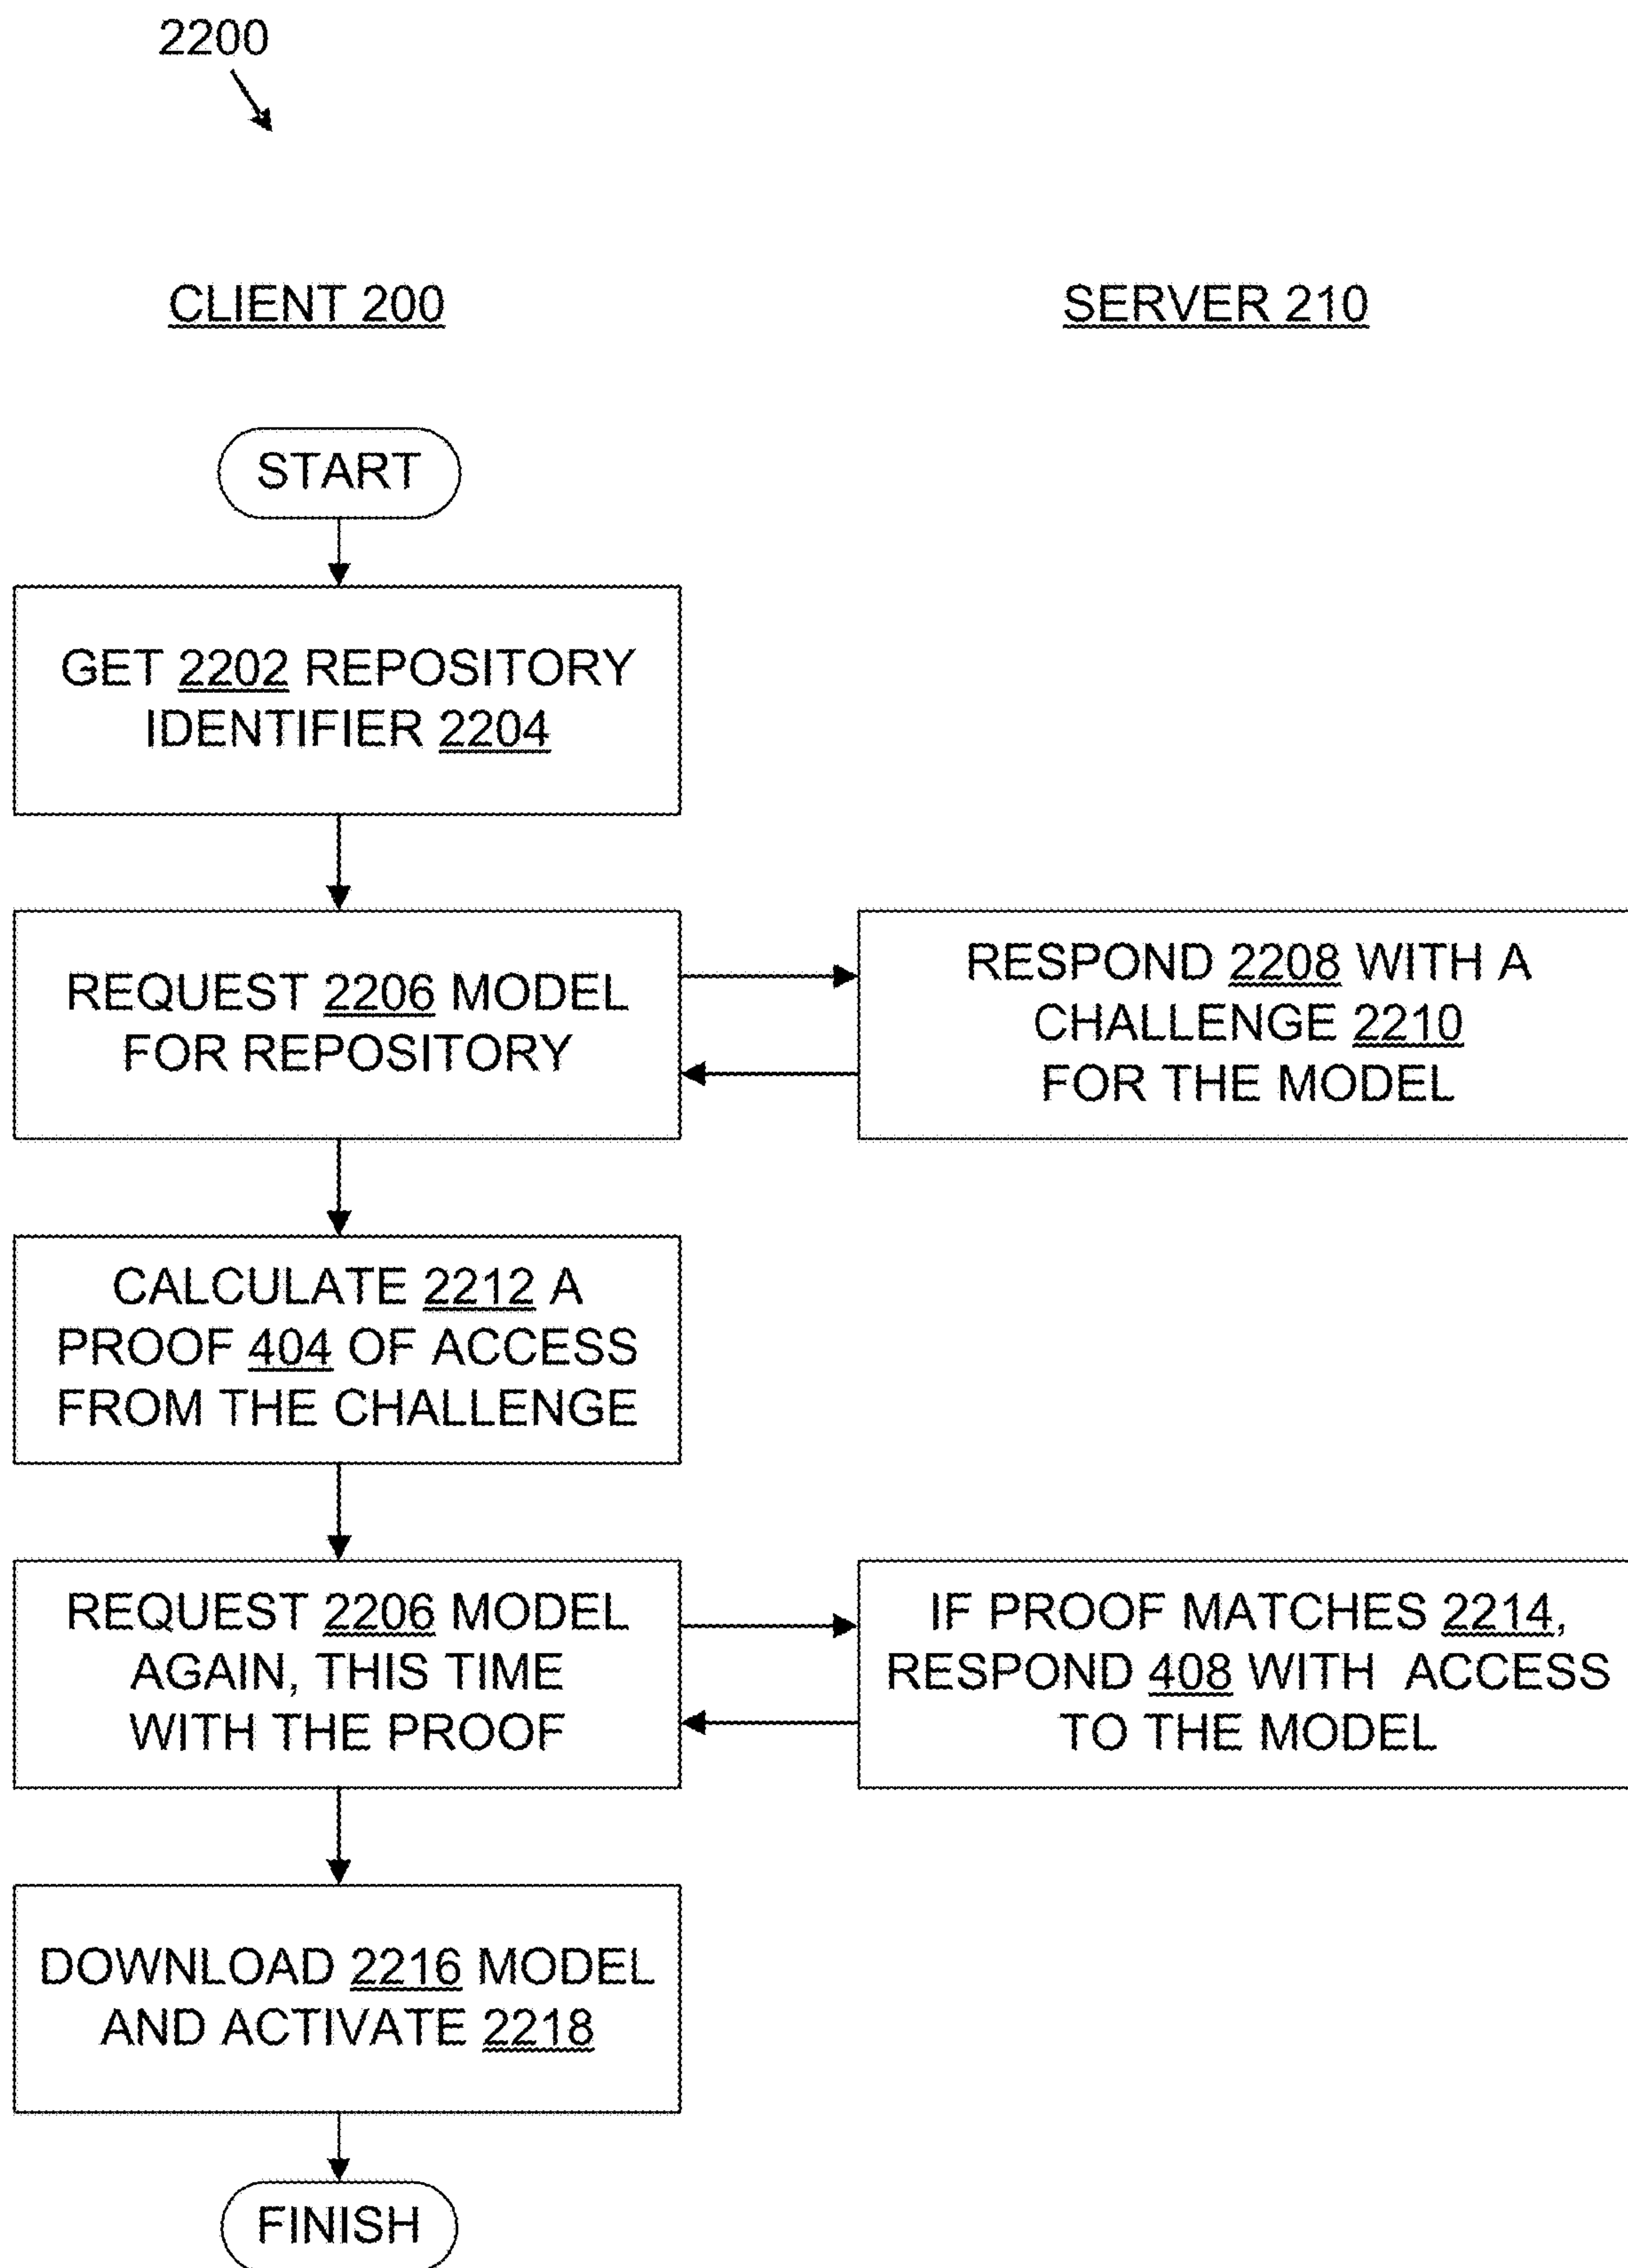 2200
CLIENT 200
SERVER 210
START
GET 2202 REPOSITORY
IDENTIFIER 2204
REQUEST 2206 MODEL
FOR REPOSITORY
RESPOND 2208 WITH A
CHALLENGE 2210
FOR THE MODEL
CALCULATE 2212 A
PROOF 404 OF ACCESS
FROM THE CHALLENGE
REQUEST 2206 MODEL
AGAIN, THIS TIME
WITH THE PROOF
IF PROOF MATCHES 2214,
RESPOND 408 WITH ACCESS
TO THE MODEL
DOWNLOAD 2216 MODEL
AND ACTIVATE 2218
FINISH